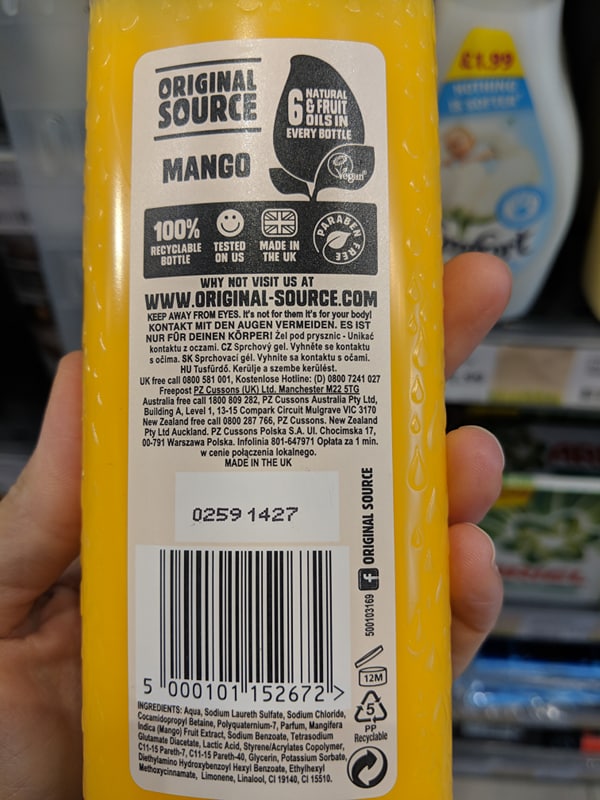 ORIGINAL
SOURCE
6 NATURAL
& FRUIT
OILS IN
EVERY BOTTLE
Vegan
MANGO
100%
RECYCLABLE
BOTTLE
TESTED
ON US
MADE IN
THE UK
PARABEN
FREE
WHY NOT VISIT US AT
WWW.ORIGINAL-SOURCE.COM
KEEP AWAY FROM EYES. It's not for them it's for your body!
KONTAKT MIT DEN AUGEN VERMEIDEN. ES IST
NUR FÜR DEINEN KÖRPER! Żel pod prysznic - Unikać
kontaktu z oczami. CZ Sprchový gel. Vyhněte se kontaktu
s očima. SK Sprchovací gél. Vyhnite sa kontaktu s očami.
HU Tusfürdő. Kerülje a szembe kerülést.
UK free call 0800 581 001, Kostenlose Hotline: (D) 0800 7241 027
Freepost PZ Cussons (UK) Ltd. Manchester M22 5TG
Australia free call 1800 809 282, PZ Cussons Australia Pty Ltd,
Building A, Level 1, 13-15 Compark Circuit Mulgrave VIC 3170
New Zealand free call 0800 287 766, PZ Cussons New Zealand
Pty Ltd Auckland. PZ Cussons Polska S.A. Ul. Chocimska 17,
00-791 Warszawa Polska. Infolinia 801-647971 Opłata za 1 min.
w cenie połączenia lokalnego.
MADE IN THE UK
02591427
f ORIGINAL SOURCE
500103169
5 000101 152672 >
12M
5
PP
Recyclable
INGREDIENTS: Aqua, Sodium Laureth Sulfate, Sodium Chloride,
Cocamidopropyl Betaine, Polyquaternium-7, Parfum, Mangifera
Indica (Mango) Fruit Extract, Sodium Benzoate, Tetrasodium
Glutamate Diacetate, Lactic Acid, Styrene/Acrylates Copolymer,
C11-15 Pareth-7, C11-15 Pareth-40, Glycerin, Potassium Sorbate,
Diethylamino Hydroxybenzoyl Hexyl Benzoate, Ethylhexyl
Methoxycinnamate, Limonene, Linalool, CI 19140, CI 15510.
£1.99
NOTHING
IS SOFTER